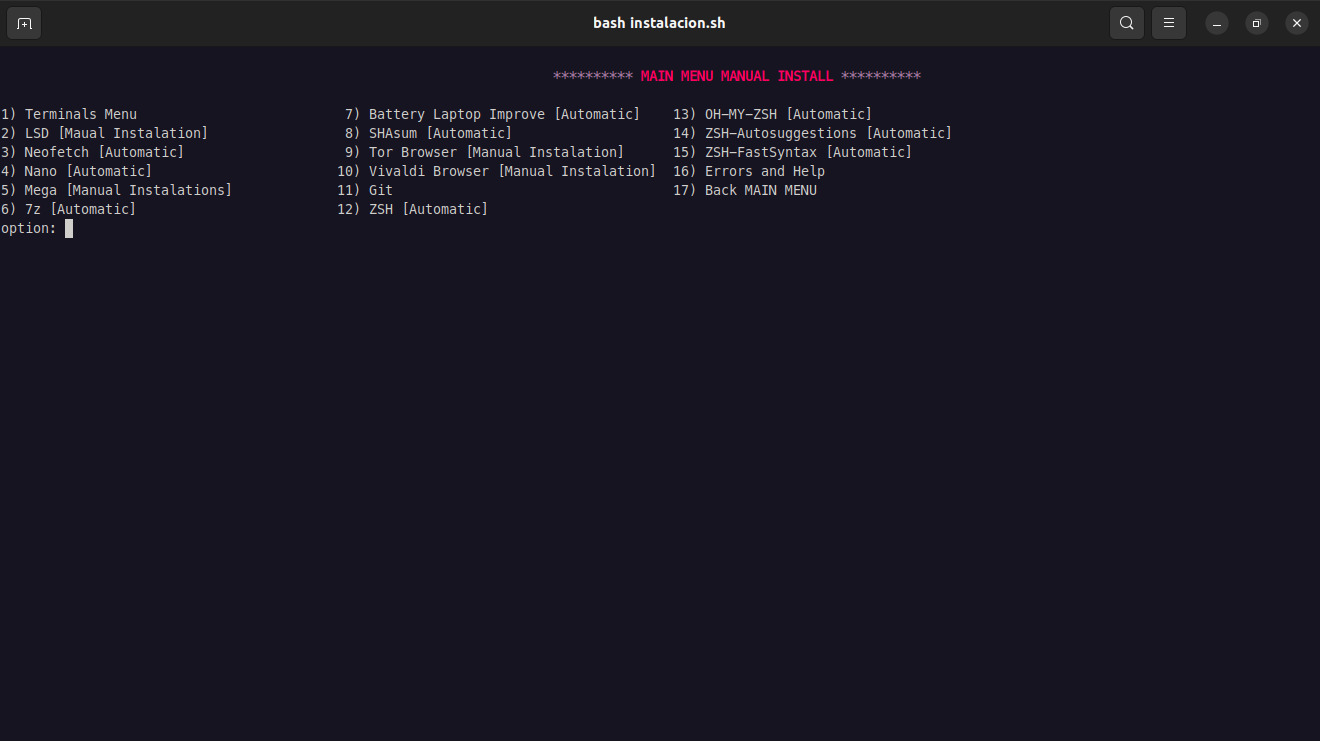 bash instalacion.sh
********** MAIN MENU MANUAL INSTALL **********
1) Terminals Menu 7) Battery Laptop Improve [Automatic] 13) OH-MY-ZSH [Automatic]
2) LSD [Maual Instalation] 8) SHAsum [Automatic] 14) ZSH-Autosuggestions [Automatic]
3) Neofetch [Automatic] 9) Tor Browser [Manual Instalation] 15) ZSH-FastSyntax [Automatic]
4) Nano [Automatic] 10) Vivaldi Browser [Manual Instalation] 16) Errors and Help
5) Mega [Manual Instalations] 11) Git 17) Back MAIN MENU
6) 7z [Automatic] 12) ZSH [Automatic]
option: